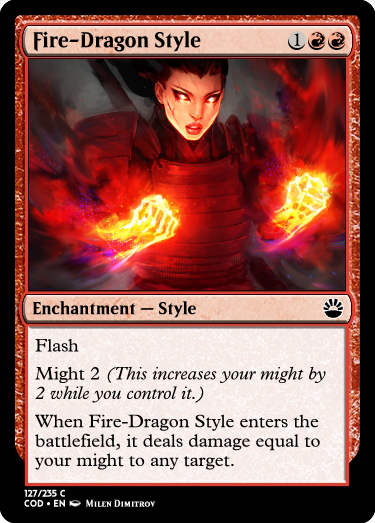 Fire-Dragon Style 1
Enchantment — Style
Flash
Might 2 (This increases your might by
2 while you control it.)
When Fire-Dragon Style enters the
battlefield, it deals damage equal to
your might to any target.
127/235 C
COD • EN Milen Dimitrov